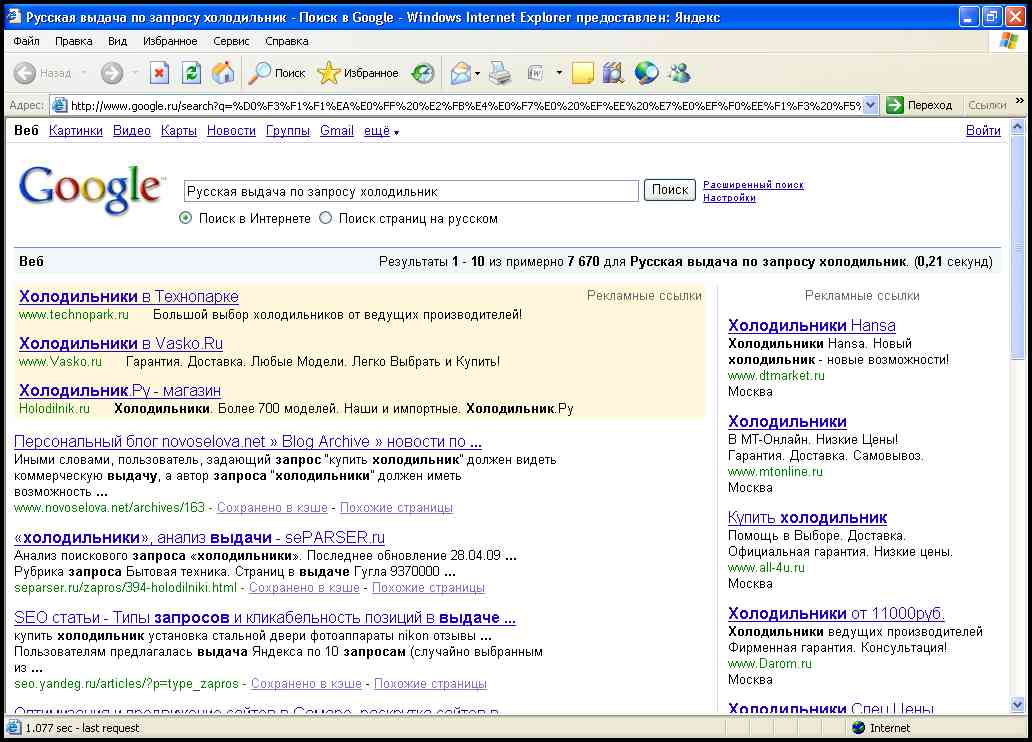 Русская выдача по запросу холодильник - Поиск в Google - Windows Internet Explorer предоставлен: Яндекс
Файл Правка Вид Избранное Сервис Справка
Назад Поиск Избранное
Адрес: http://www.google.ru/search?q=%D0%F3%F1%F1%EA%E0%FF%20%E2%FB%E4%E0%F7%E0%20%EF%EE%20%E7%E0%EF%F0%EE%F1%F3%20%F5% Переход Ссылки »
Веб Картинки Видео Карты Новости Группы Gmail ещё Войти
Google™ Русская выдача по запросу холодильник Поиск Расширенный поиск
Настройки
Поиск в Интернете Поиск страниц на русском
Веб Результаты 1 - 10 из примерно 7 670 для Русская выдача по запросу холодильник. (0,21 секунд)
Рекламные ссылки
Холодильники в Технопарке
www.technopark.ru Большой выбор холодильников от ведущих производителей!
Холодильники в Vasko.Ru
www.Vasko.ru Гарантия. Доставка. Любые Модели. Легко Выбрать и Купить!
Холодильник.Ру - магазин
Holodilnik.ru Холодильники. Более 700 моделей. Наши и импортные. Холодильник.Ру
Персональный блог novoselova.net » Blog Archive » новости по ...
Иными словами, пользователь, задающий запрос "купить холодильник" должен видеть
коммерческую выдачу, а автор запроса "холодильники" должен иметь
возможность ...
www.novoselova.net/archives/163 - Сохранено в кэше - Похожие страницы
«холодильники», анализ выдачи - sePARSER.ru
Анализ поискового запроса «холодильники». Последнее обновление 28.04.09 ...
Рубрика запроса Бытовая техника. Страниц в выдаче Гугла 9370000 ...
separser.ru/zapros/394-holodilniki.html - Сохранено в кэше - Похожие страницы
SEO статьи - Типы запросов и кликабельность позиций в выдаче ...
купить холодильник установка стальной двери фотоаппараты nikon отзывы ...
Пользователям предлагалась выдача Яндекса по 10 запросам (случайно выбранным
из ...
seo.yandeg.ru/articles/?p=type_zapros - Сохранено в кэше - Похожие страницы
Оптимизация и продвижение сайтов в Самаре, раскрутка сайтов в
Рекламные ссылки
Холодильники Hansa
Холодильники Hansa. Новый
холодильник - новые возможности!
www.dtmarket.ru
Москва
Холодильники
В МТ-Онлайн. Низкие Цены!
Гарантия. Доставка. Самовывоз.
www.mtonline.ru
Москва
Купить холодильник
Помощь в Выборе. Доставка.
Официальная гарантия. Низкие цены.
www.all-4u.ru
Москва
Холодильники от 11000руб.
Холодильники ведущих производителей
Фирменная гарантия. Консультация!
www.Darom.ru
Москва
Холодильники Спец Цены
1.077 sec - last request Internet